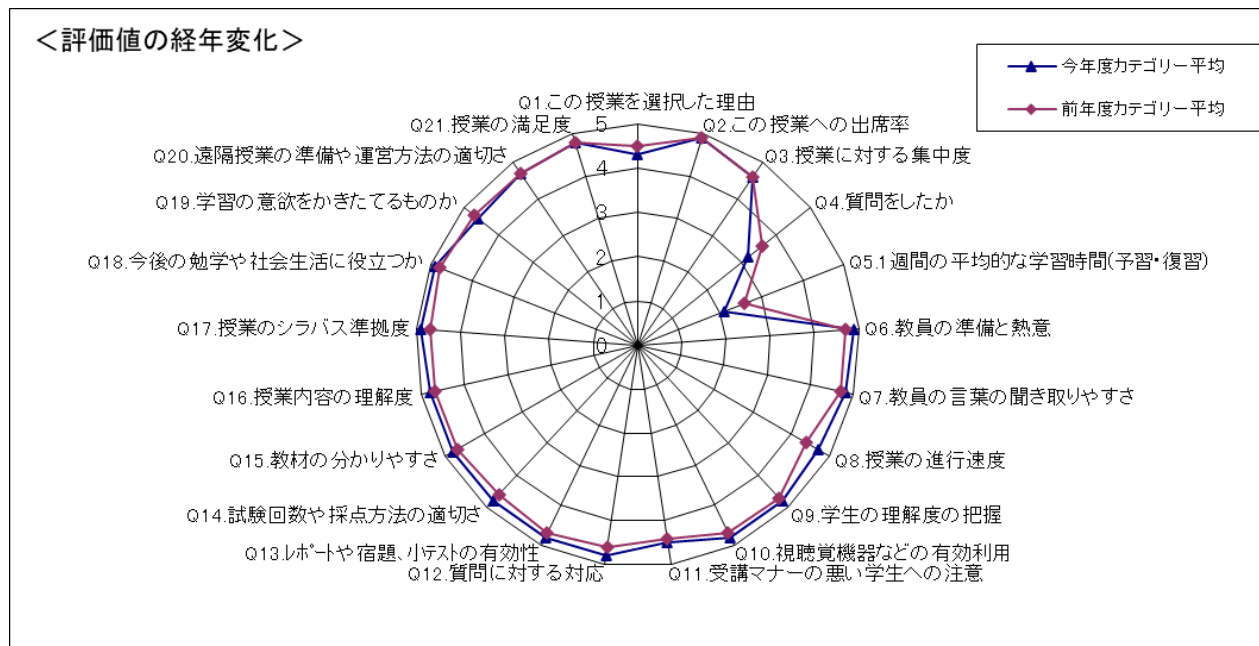 ＜評価値の経年変化＞
今年度カテゴリー平均
前年度カテゴリー平均
Q1.この授業を選択した理由
Q2.この授業への出席率
Q3.授業に対する集中度
Q4.質問をしたか
Q5.1週間の平均的な学習時間(予習・復習)
Q6.教員の準備と熱意
Q7.教員の言葉の聞き取りやすさ
Q8.授業の進行速度
Q9.学生の理解度の把握
Q10.視聴覚機器などの有効利用
Q11.受講マナーの悪い学生への注意
Q12.質問に対する対応
Q13.レポートや宿題、小テストの有効性
Q14.試験回数や採点方法の適切さ
Q15.教材の分かりやすさ
Q16.授業内容の理解度
Q17.授業のシラバス準拠度
Q18.今後の勉学や社会生活に役立つか
Q19.学習の意欲をかきたてるものか
Q20.遠隔授業の準備や運営方法の適切さ
Q21.授業の満足度
5
4
3
2
1
0